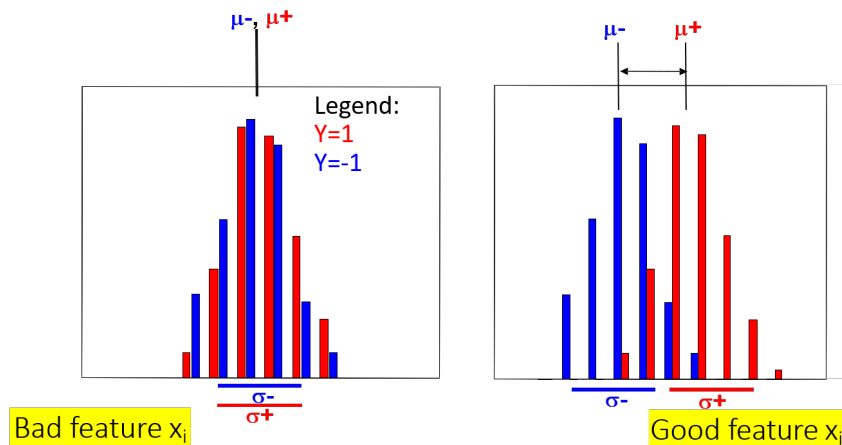 μ-, μ+
Legend:
Y=1
Y=-1
σ-
σ+
Bad feature xᵢ
μ- μ+
σ- σ+
Good feature xᵢ